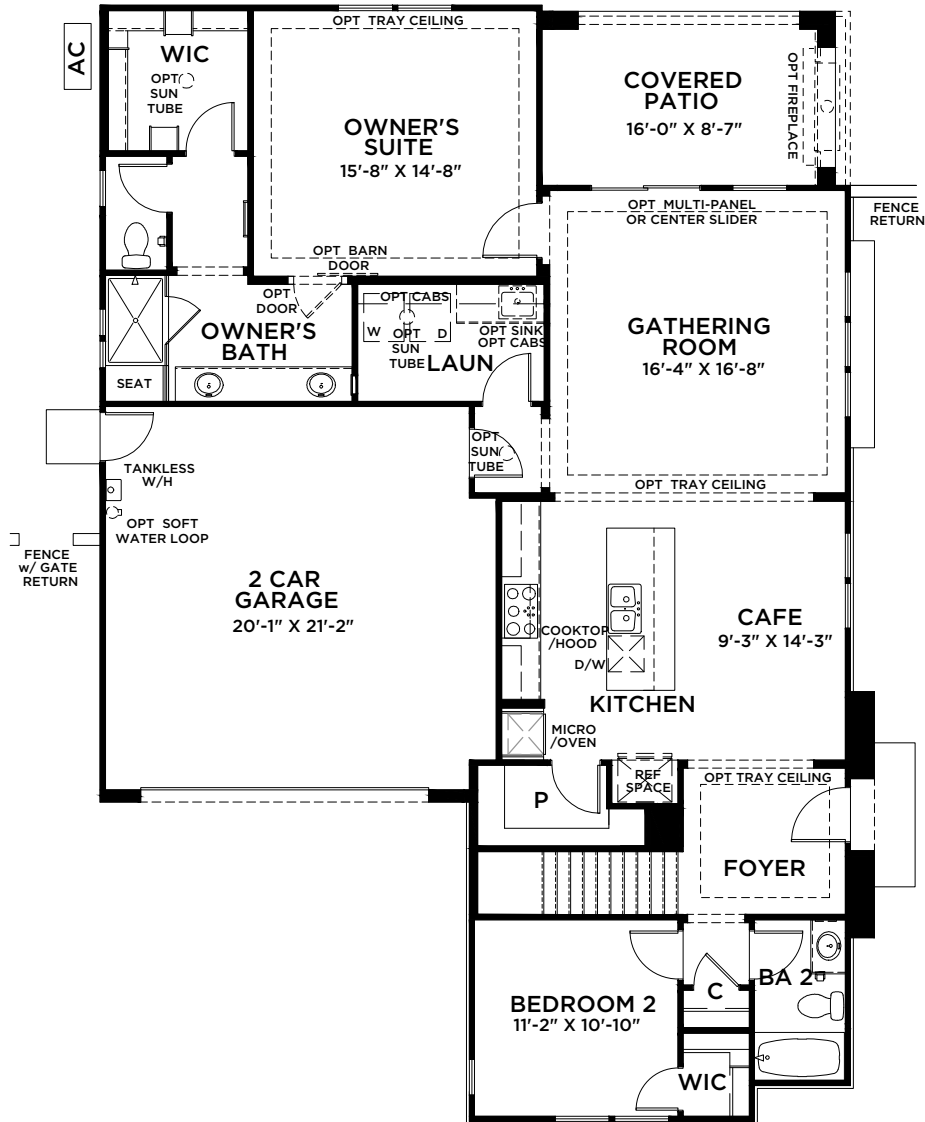 OPT TRAY CEILING
AC
WIC
OPT
SUN
TUBE
OWNER'S
SUITE
15'-8" X 14'-8"
COVERED
PATIO
16'-0" X 8'-7"
OPT FIREPLACE
OPT MULTI-PANEL
OR CENTER SLIDER
FENCE
RETURN
OPT BARN
DOOR
OPT
DOOR
OWNER'S
BATH
SEAT
OPT CABS
W
OPT
SUN
TUBE
D
OPT SINK
OPT CABS
LAUN
GATHERING
ROOM
16'-4" X 16'-8"
OPT
SUN
TUBE
OPT TRAY CEILING
TANKLESS
W/H
OPT SOFT
WATER LOOP
FENCE
w/ GATE
RETURN
2 CAR
GARAGE
20'-1" X 21'-2"
COOKTOP
/HOOD
D/W
CAFE
9'-3" X 14'-3"
KITCHEN
MICRO
/OVEN
REF
SPACE
OPT TRAY CEILING
P
FOYER
BEDROOM 2
11'-2" X 10'-10"
C
BA 2
WIC